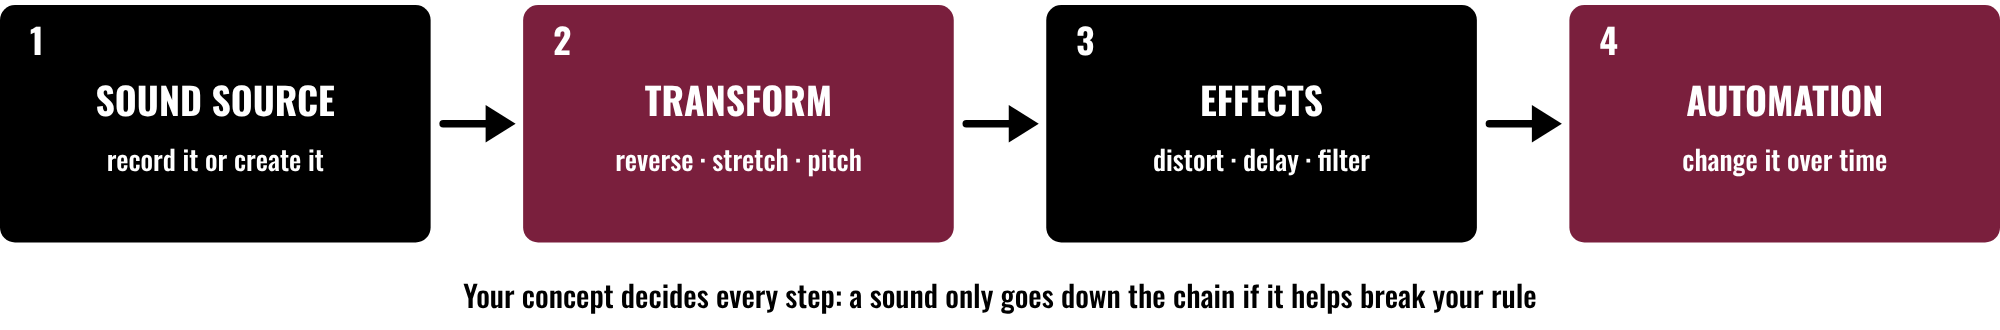 1
SOUND SOURCE
record it or create it
2
TRANSFORM
reverse · stretch · pitch
3
EFFECTS
distort · delay · filter
4
AUTOMATION
change it over time
Your concept decides every step: a sound only goes down the chain if it helps break your rule